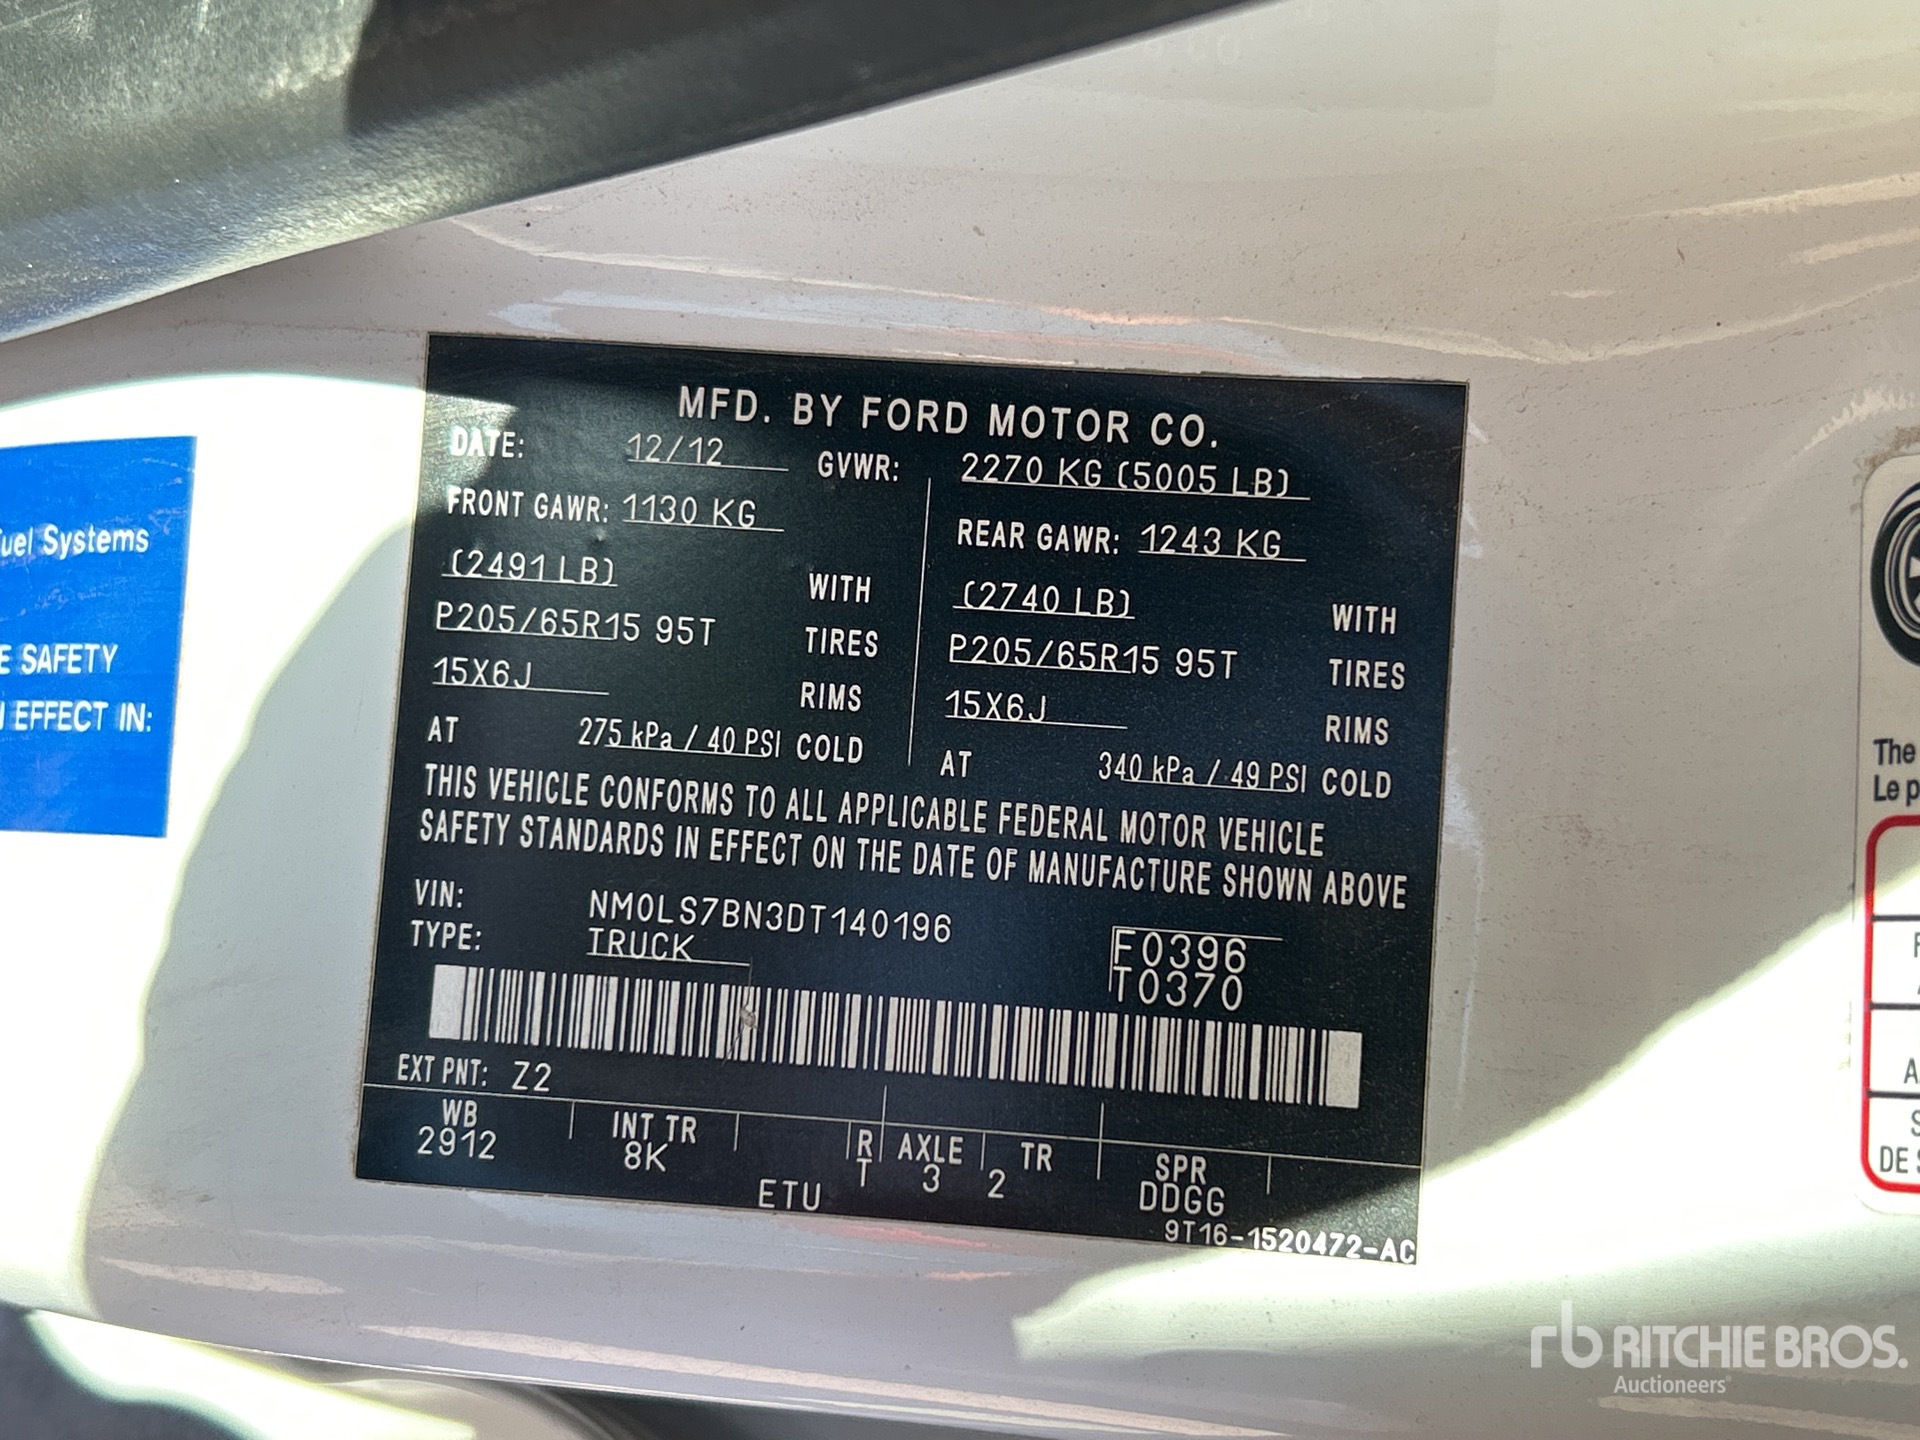 uel Systems
E SAFETY
EFFECT IN:
MFD. BY FORD MOTOR CO.
DATE: 12/12 GVWR: 2270 KG (5005 LB)
FRONT GAWR: 1130 KG REAR GAWR: 1243 KG
(2491 LB) WITH (2740 LB) WITH
P205/65R15 95T TIRES P205/65R15 95T TIRES
15X6J RIMS 15X6J RIMS
AT 275 kPa / 40 PSI COLD AT 340 kPa / 49 PSI COLD
THIS VEHICLE CONFORMS TO ALL APPLICABLE FEDERAL MOTOR VEHICLE
SAFETY STANDARDS IN EFFECT ON THE DATE OF MANUFACTURE SHOWN ABOVE
VIN: NM0LS7BN3DT140196
TYPE: TRUCK
F0396
T0370
EXT PNT: Z2
WB INT TR R AXLE TR SPR
2912 8K T 3 2 DDGG
ETU
9T16-1520472-AC
The
Le p
F
A
S
DE S
rb RITCHIE BROS.
Auctioneers